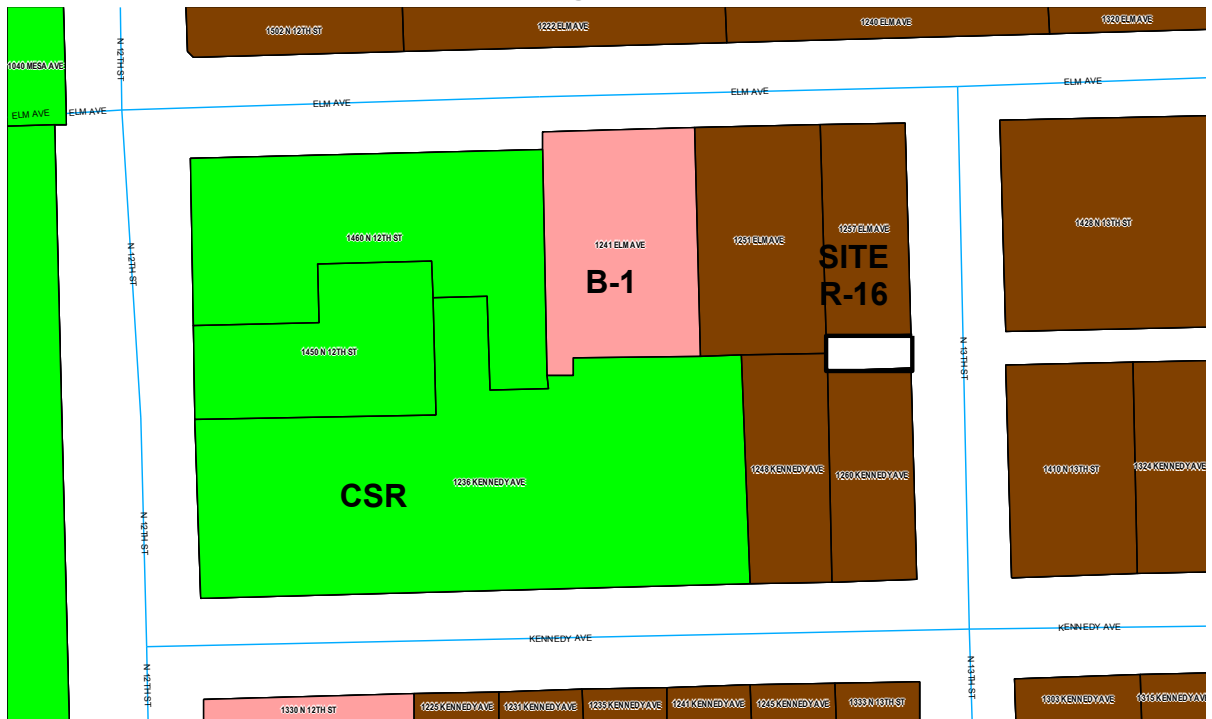 1502 N 12TH ST
1222 ELM AVE
1240 ELM AVE
1320 ELM AVE
N 12TH ST
1040 MESA AVE
ELM AVE
ELM AVE
ELM AVE
ELM AVE
ELM AVE
1460 N 12TH ST
1241 ELM AVE
1251 ELM AVE
1257 ELM AVE
1428 N 13TH ST
N 12TH ST
B-1
SITE
R-16
1450 N 12TH ST
N 13TH ST
1236 KENNEDY AVE
CSR
1248 KENNEDY AVE
1260 KENNEDY AVE
1410 N 13TH ST
1324 KENNEDY AVE
N 12TH ST
KENNEDY AVE
KENNEDY AVE
N 12TH ST
N 13TH ST
1330 N 12TH ST
1225 KENNEDY AVE
1231 KENNEDY AVE
1235 KENNEDY AVE
1241 KENNEDY AVE
1245 KENNEDY AVE
1333 N 13TH ST
1303 KENNEDY AVE
1315 KENNEDY AVE